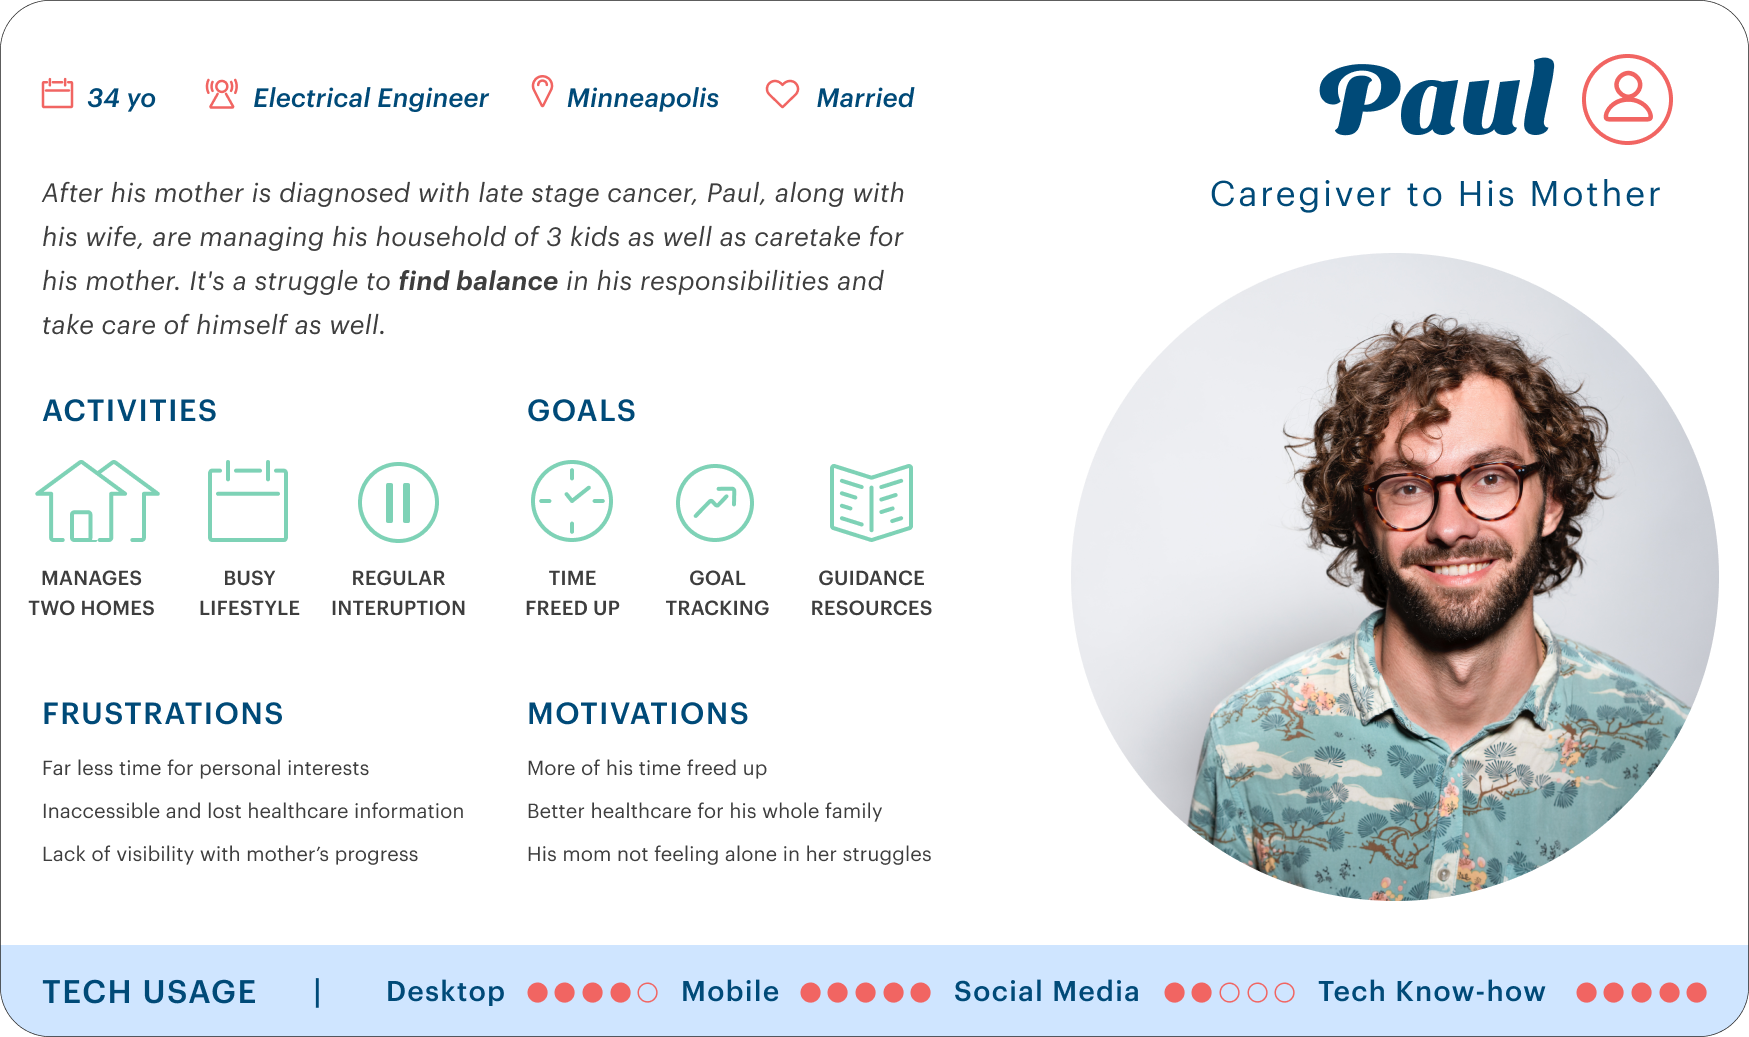 34 yo
Electrical Engineer
Minneapolis
Married
Paul
Caregiver to His Mother
After his mother is diagnosed with late stage cancer, Paul, along with
his wife, are managing his household of 3 kids as well as caretake for
his mother. It's a struggle to find balance in his responsibilities and
take care of himself as well.
ACTIVITIES
MANAGES
TWO HOMES
BUSY
LIFESTYLE
REGULAR
INTERUPTION
GOALS
TIME
FREED UP
GOAL
TRACKING
GUIDANCE
RESOURCES
FRUSTRATIONS
Far less time for personal interests
Inaccessible and lost healthcare information
Lack of visibility with mother’s progress
MOTIVATIONS
More of his time freed up
Better healthcare for his whole family
His mom not feeling alone in her struggles
TECH USAGE | Desktop Mobile Social Media Tech Know-how